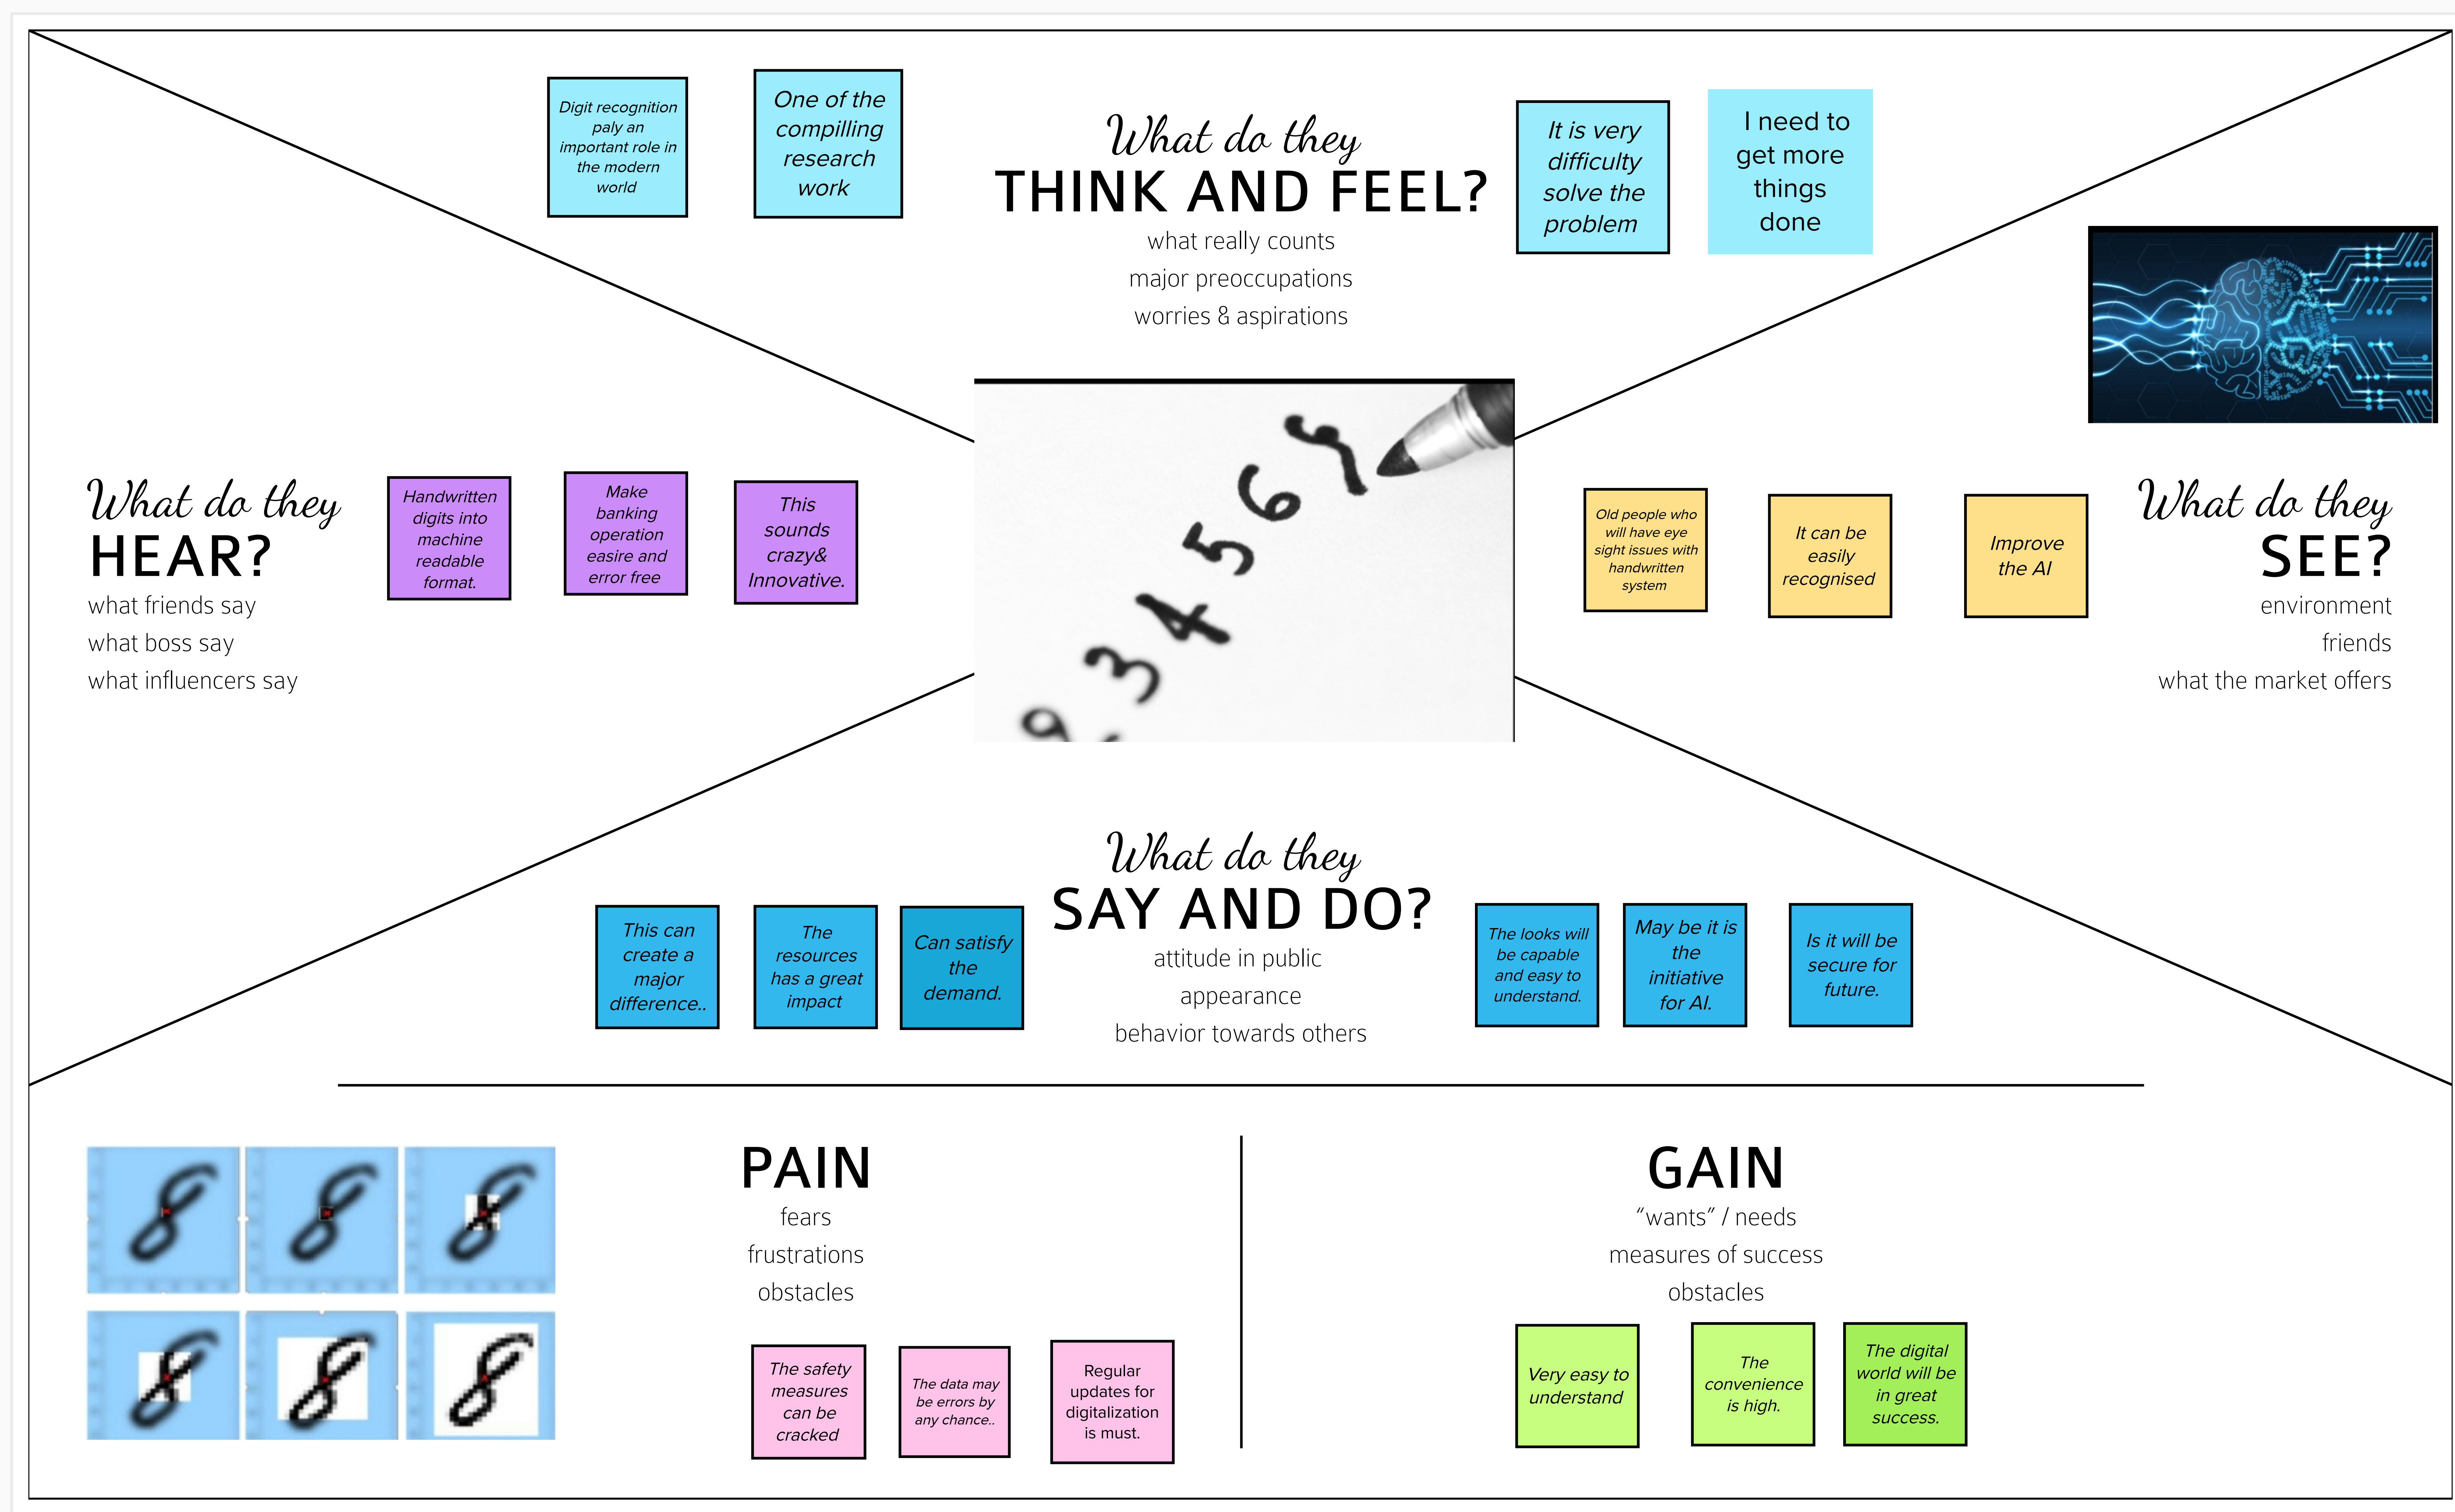 Digit recognition
paly an
important role in
the modern
world
One of the
compilling
research
work
What do they
THINK AND FEEL?
what really counts
major preoccupations
worries & aspirations
It is very
difficulty
solve the
problem
I need to
get more
things
done
What do they
HEAR?
what friends say
what boss say
what influencers say
Handwritten
digits into
machine
readable
format.
Make
banking
operation
easire and
error free
This
sounds
crazy&
Innovative.
3 4 5 6
Old people who
will have eye
sight issues with
handwritten
system
It can be
easily
recognised
Improve
the AI
What do they
SEE?
environment
friends
what the market offers
What do they
SAY AND DO?
attitude in public
appearance
behavior towards others
This can
create a
major
difference..
The
resources
has a great
impact
Can satisfy
the
demand.
The looks will
be capable
and easy to
understand.
May be it is
the
initiative
for AI.
Is it will be
secure for
future.
8 8 8
8 8 8
PAIN
fears
frustrations
obstacles
The safety
measures
can be
cracked
The data may
be errors by
any chance..
Regular
updates for
digitalization
is must.
GAIN
“wants” / needs
measures of success
obstacles
Very easy to
understand
The
convenience
is high.
The digital
world will be
in great
success.